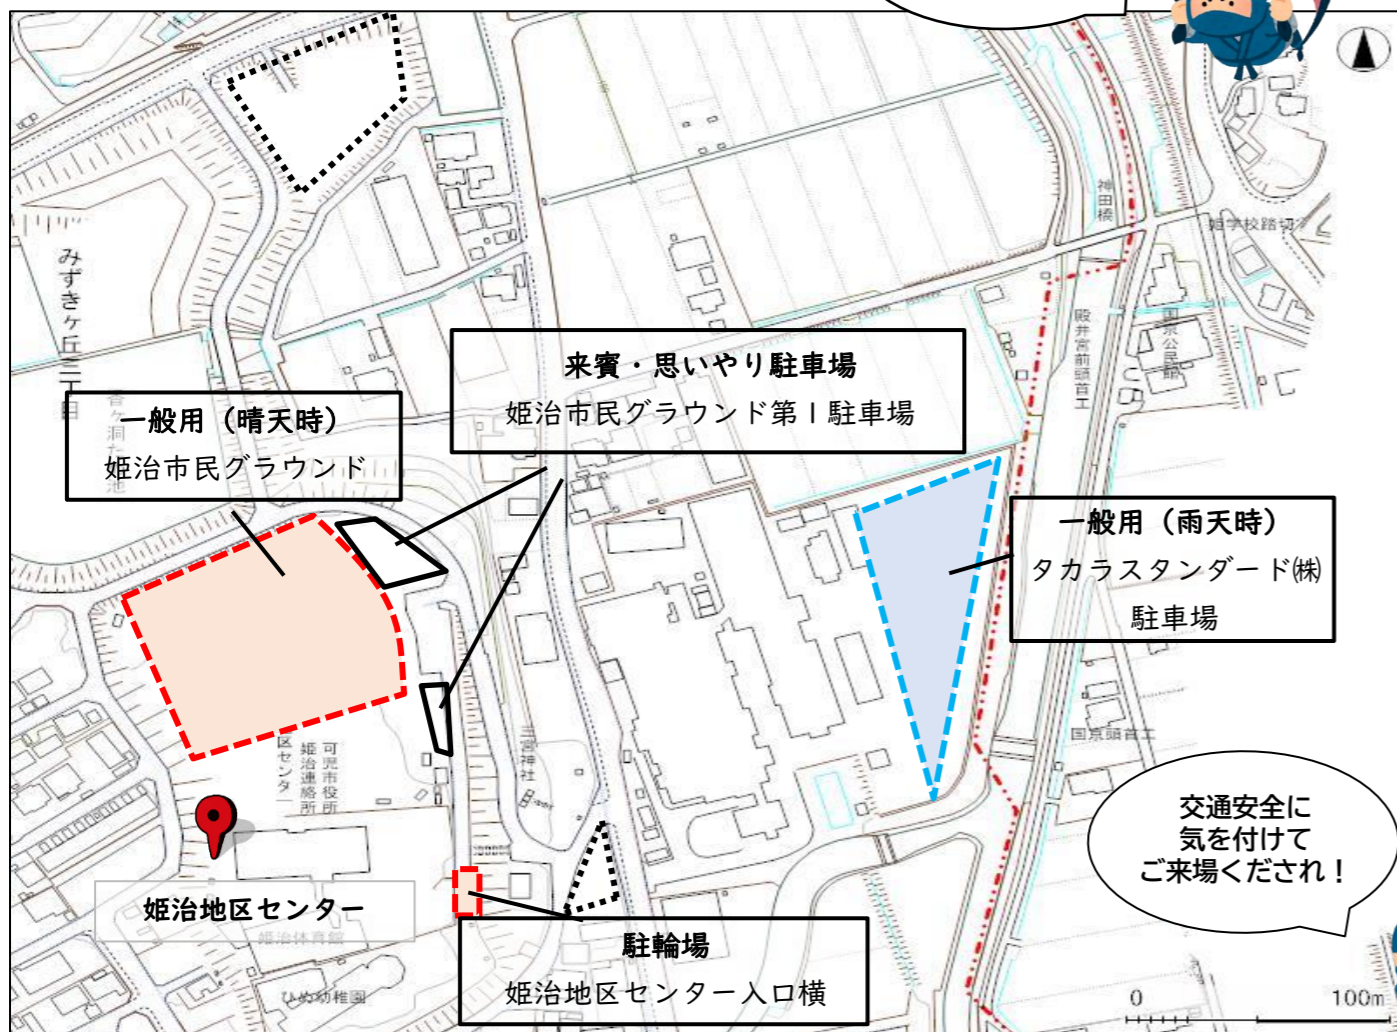 神田橋
姫学校踏切
みずきヶ丘三丁目
殿井宮前頭首工
国京公民館
来賓・思いやり駐車場
姫治市民グラウンド第1駐車場
一般用（晴天時）
姫治市民グラウンド
一般用（雨天時）
タカラスタンダード㈱
駐車場
三宮神社
国京頭首工
可児市役所
姫治連絡所
区センター
交通安全に
気を付けて
ご来場くだされ！
姫治地区センター
姫治体育館
駐輪場
姫治地区センター入口横
ひめ幼稚園
0 100m